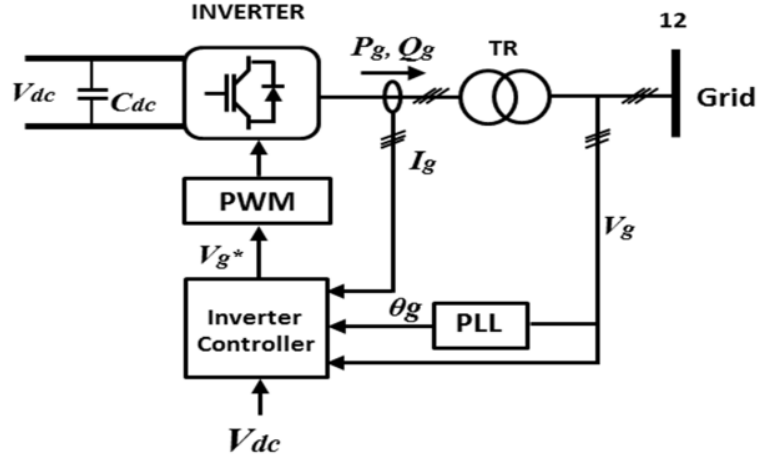 INVERTER
12
Pg, Qg
TR
Vdc
Cdc
Grid
Ig
PWM
Vg
Vg*
θg
PLL
Inverter
Controller
Vdc